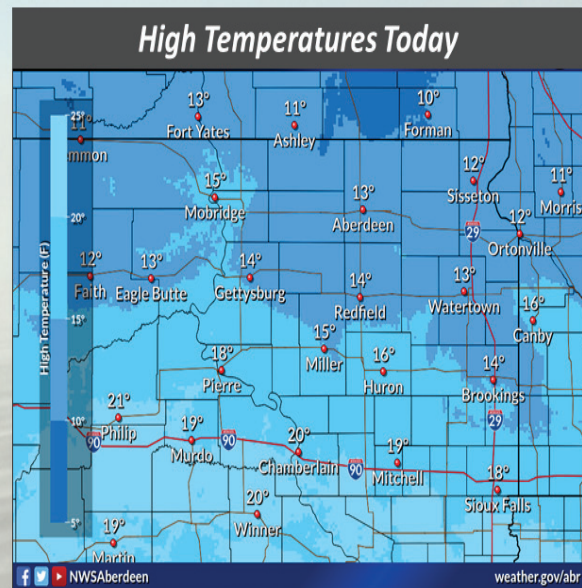 High Temperatures Today
25°
20°
15°
10°
5°
High Temperature (F)
11°
mmon
13°
Fort Yates
11°
Ashley
10°
Forman
15°
Mobridge
13°
Aberdeen
12°
Sisseton
11°
Morris
29
12°
Ortonville
12°
Faith
13°
Eagle Butte
14°
Gettysburg
14°
Redfield
13°
Watertown
16°
Canby
15°
Miller
18°
Pierre
16°
Huron
14°
Brookings
29
21°
Philip
90
19°
Murdo
90
20°
Chamberlain
90
19°
Mitchell
18°
Sioux Falls
20°
Winner
19°
Martin
NWSAberdeen
weather.gov/abr